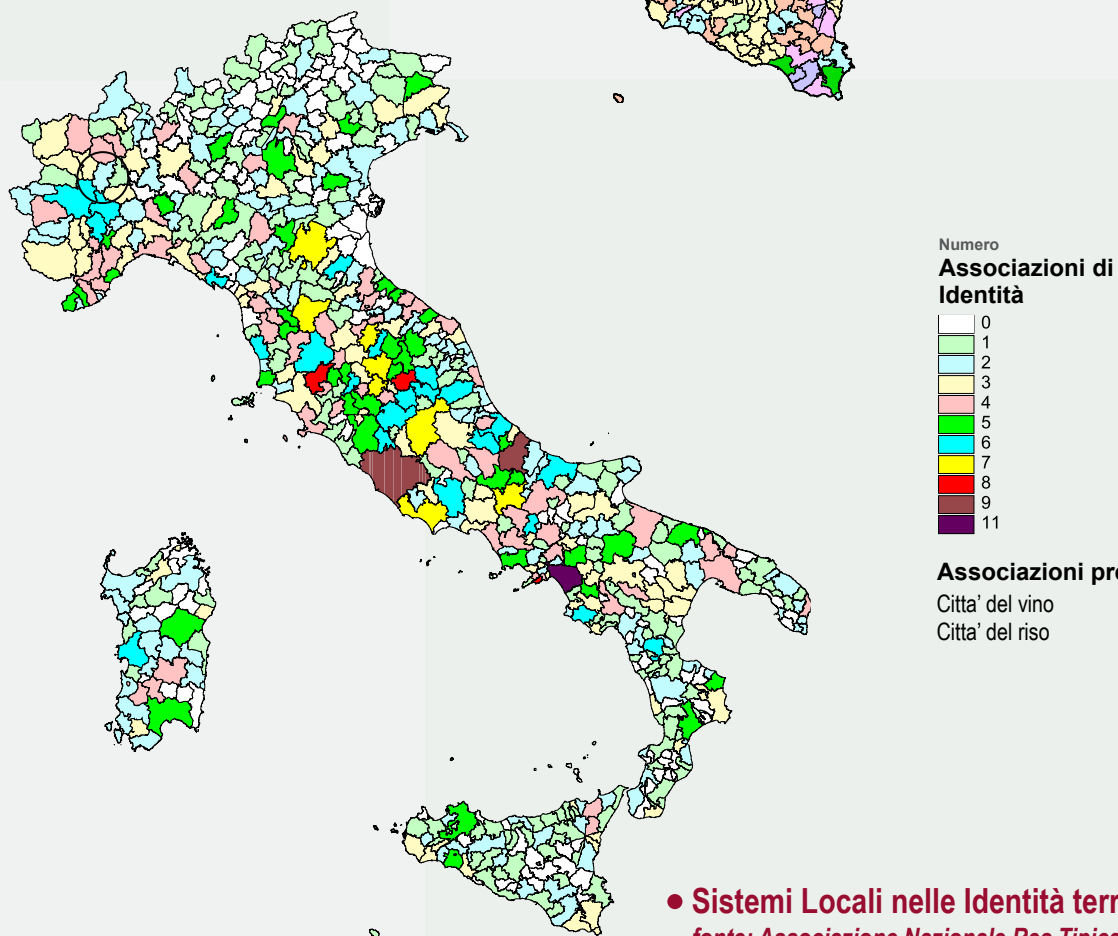 Numero
Associazioni di
Identità
0
1
2
3
4
5
6
7
8
9
11
Associazioni pre
Citta' del vino
Citta' del riso
• Sistemi Locali nelle Identità terr